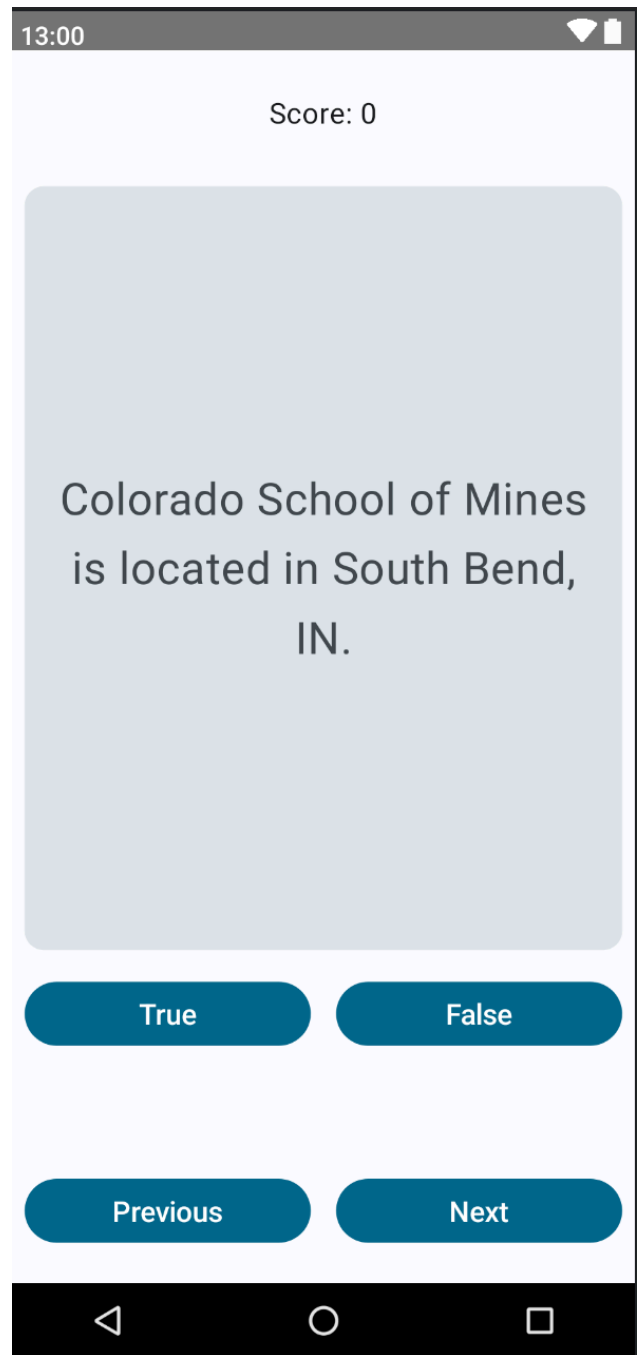 13:00
Score: 0
Colorado School of Mines
is located in South Bend,
IN.
True
False
Previous
Next